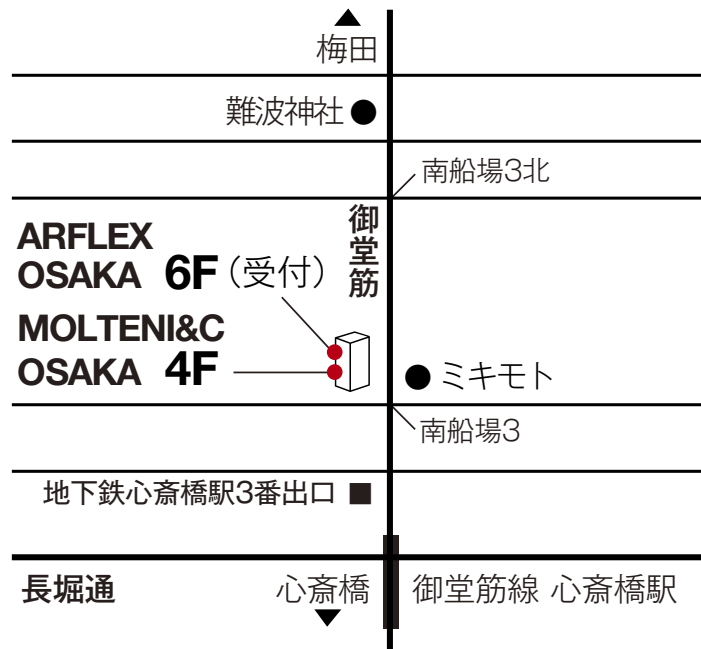 梅田
難波神社
南船場3北
御堂筋
ARFLEX
OSAKA 6F(受付)
MOLTENI&C
OSAKA 4F
ミキモト
南船場3
地下鉄心斎橋駅3番出口
長堀通
心斎橋
御堂筋線 心斎橋駅